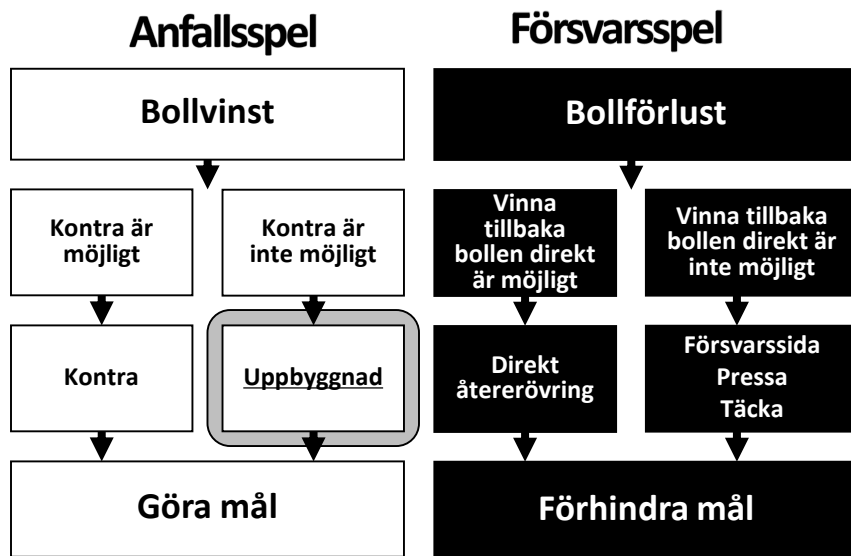 Anfallsspel
Försvarsspel
Bollvinst
Bollförlust
Kontra är
möjligt
Kontra är
inte möjligt
Vinna
tillbaka
bollen direkt
är möjligt
Vinna tillbaka
bollen direkt är
inte möjligt
Kontra
Uppbyggnad
Direkt
återerövring
Försvarssida
Pressa
Täcka
Göra mål
Förhindra mål